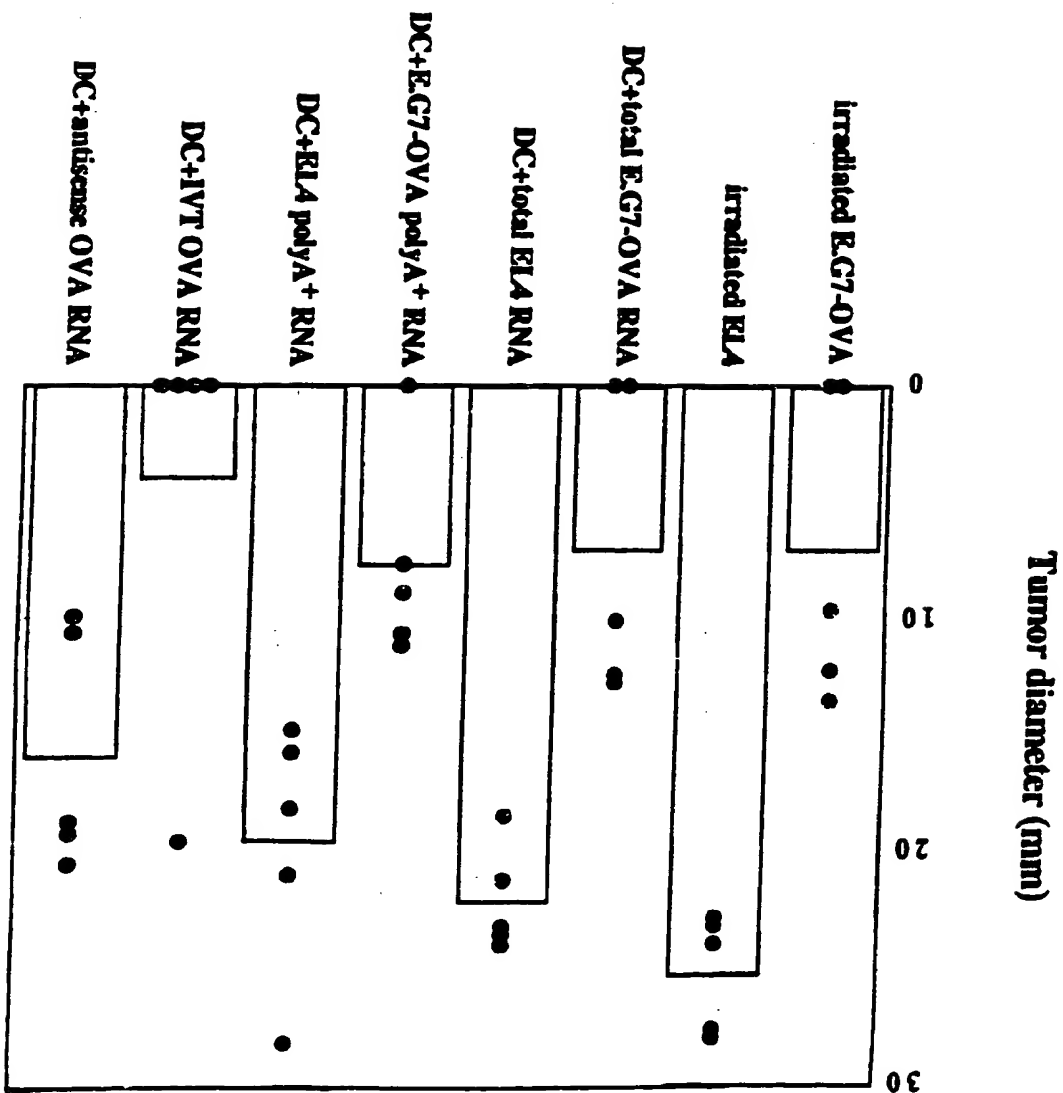 Tumor diameter (mm)
0
10
20
30
irradiated E.G7-OVA
irradiated EL4
DC+total E.G7-OVA RNA
DC+total EL4 RNA
DC+E.G7-OVA polyA⁺ RNA
DC+EL4 polyA⁺ RNA
DC+IVT OVA RNA
DC+antisense OVA RNA